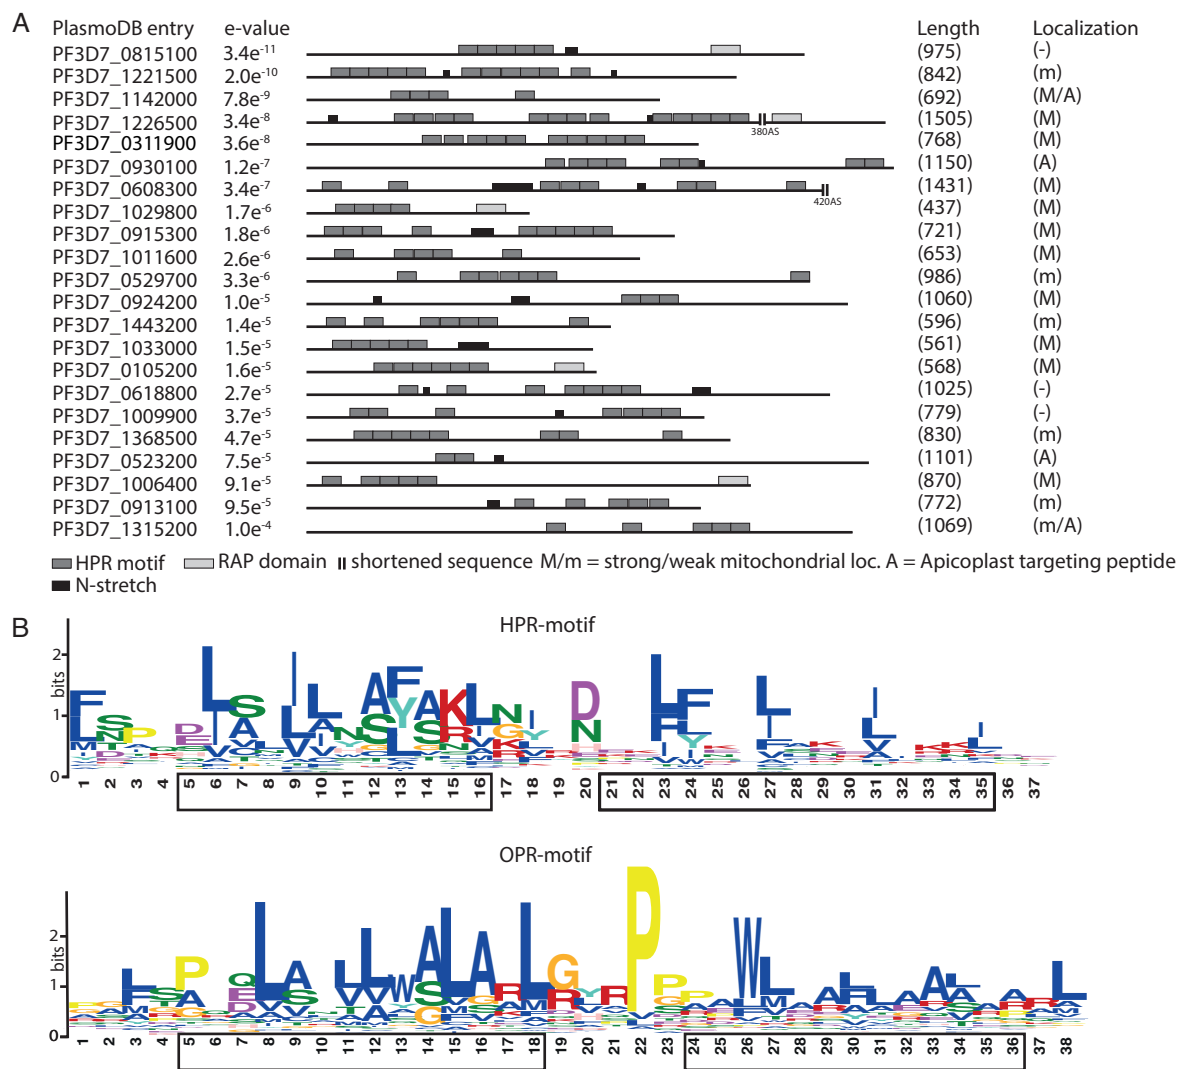 A
PlasmoDB entry e-value Length Localization
PF3D7_0815100 3.4e-11 (975) (-)
PF3D7_1221500 2.0e-10 (842) (m)
PF3D7_1142000 7.8e-9 (692) (M/A)
PF3D7_1226500 3.4e-8 380AS (1505) (M)
PF3D7_0311900 3.6e-8 (768) (M)
PF3D7_0930100 1.2e-7 (1150) (A)
PF3D7_0608300 3.4e-7 420AS (1431) (M)
PF3D7_1029800 1.7e-6 (437) (M)
PF3D7_0915300 1.8e-6 (721) (M)
PF3D7_1011600 2.6e-6 (653) (M)
PF3D7_0529700 3.3e-6 (986) (m)
PF3D7_0924200 1.0e-5 (1060) (M)
PF3D7_1443200 1.4e-5 (596) (m)
PF3D7_1033000 1.5e-5 (561) (M)
PF3D7_0105200 1.6e-5 (568) (M)
PF3D7_0618800 2.7e-5 (1025) (-)
PF3D7_1009900 3.7e-5 (779) (-)
PF3D7_1368500 4.7e-5 (830) (m)
PF3D7_0523200 7.5e-5 (1101) (A)
PF3D7_1006400 9.1e-5 (870) (M)
PF3D7_0913100 9.5e-5 (772) (m)
PF3D7_1315200 1.0e-4 (1069) (m/A)
HPR motif RAP domain shortened sequence M/m = strong/weak mitochondrial loc. A = Apicoplast targeting peptide
N-stretch
B
HPR-motif
bits
2
1
0
1 2 3 4 5 6 7 8 9 10 11 12 13 14 15 16 17 18 19 20 21 22 23 24 25 26 27 28 29 30 31 32 33 34 35 36 37
OPR-motif
bits
2
1
0
1 2 3 4 5 6 7 8 9 10 11 12 13 14 15 16 17 18 19 20 21 22 23 24 25 26 27 28 29 30 31 32 33 34 35 36 37 38